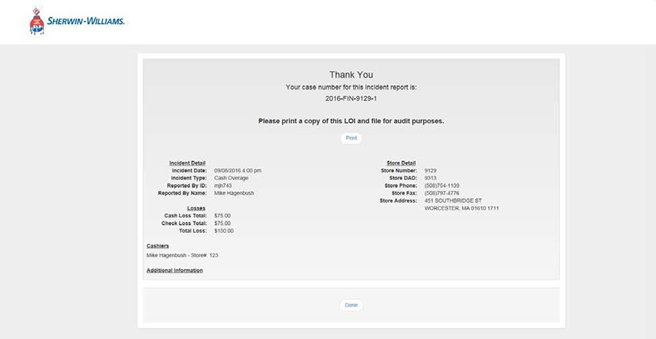 SHERWIN-WILLIAMS.
Thank You
Your case number for this incident report is:
2016-FIN-9129-1
Please print a copy of this LOI and file for audit purposes.
Print
Incident Detail
Incident Date: 09/08/2016 4:00 pm
Incident Type: Cash Overage
Reported By ID: mjh743
Reported By Name: Mike Hagenbush
Losses
Cash Loss Total: $75.00
Check Loss Total: $75.00
Total Loss: $150.00
Store Detail
Store Number: 9129
Store DAD: 9313
Store Phone: (508)754-1139
Store Fax: (508)797-4776
Store Address: 451 SOUTHBRIDGE ST
WORCESTER, MA 01610 1711
Cashiers
Mike Hagenbush - Store#: 123
Additional Information
Done